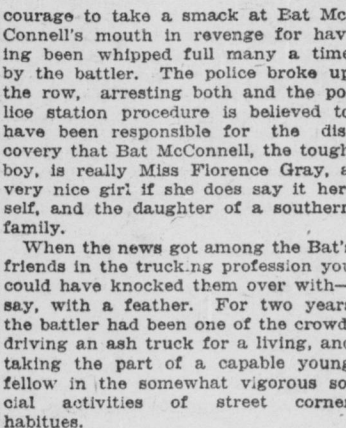 courage to take a smack at Bat Mc
Connell's mouth in revenge for hav
ing been whipped full many a time
by the battler. The police broke up
the row, arresting both and the po
lice station procedure is believed to
have been responsible for the dis
covery that Bat McConnell, the tough
boy, is really Miss Florence Gray, a
very nice girl if she does say it her
self, and the daughter of a southern
family.
When the news got among the Bat's
friends in the truck.ng profession you
could have knocked them over with—
say, with a feather. For two years
the battler had been one of the crowd
driving an ash truck for a living, and
taking the part of a capable young
fellow in the somewhat vigorous so
cial activities of street corner
habitues.